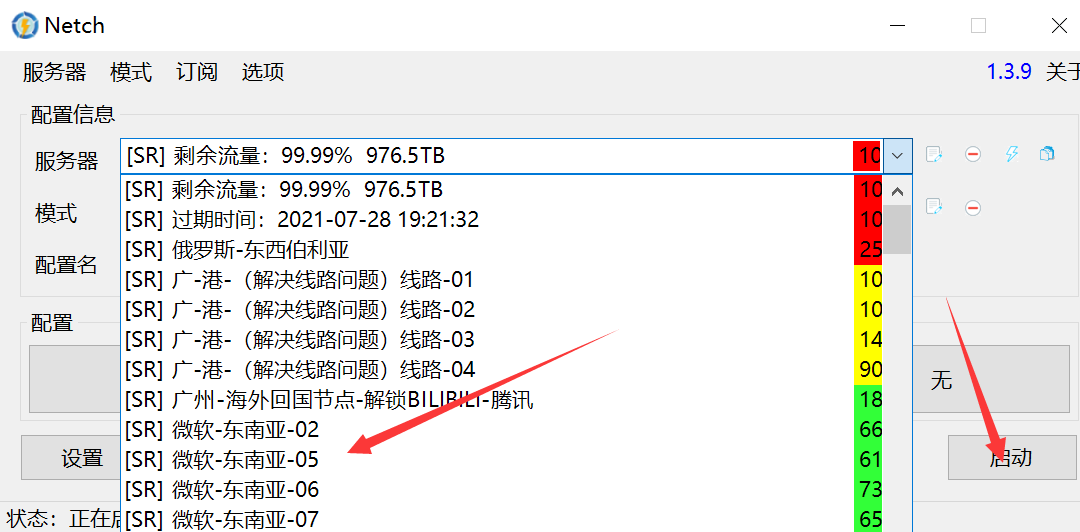 Netch
服务器 模式 订阅 选项 1.3.9 关于
配置信息
服务器 [SR] 剩余流量：99.99% 976.5TB 10
[SR] 剩余流量：99.99% 976.5TB 10
[SR] 过期时间：2021-07-28 19:21:32 10
模式
[SR] 俄罗斯-东西伯利亚 25
配置名
[SR] 广-港-（解决线路问题）线路-01 10
[SR] 广-港-（解决线路问题）线路-02 10
配置
[SR] 广-港-（解决线路问题）线路-03 14
[SR] 广-港-（解决线路问题）线路-04 90
无
[SR] 广州-海外回国节点-解锁BILIBILI-腾讯 18
[SR] 微软-东南亚-02 66
设置 [SR] 微软-东南亚-05 61 启动
[SR] 微软-东南亚-06 73
状态：正在启 [SR] 微软-东南亚-07 65